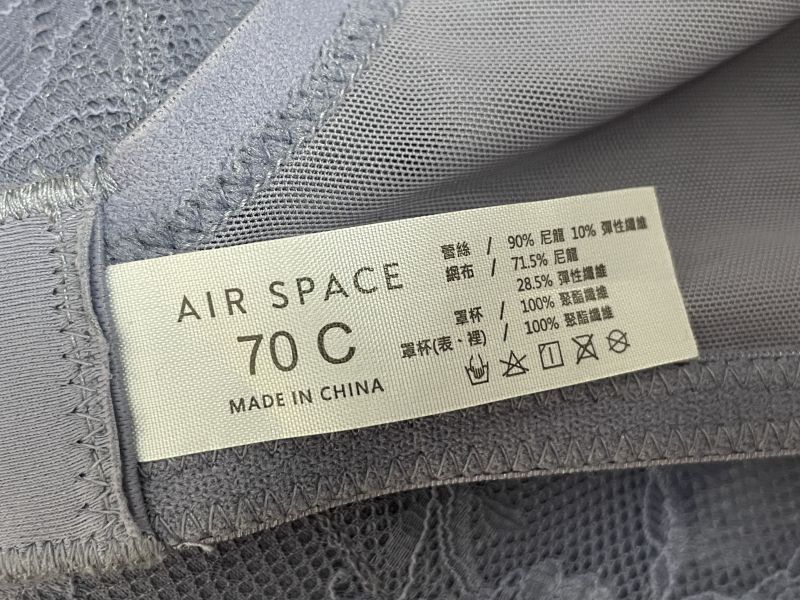 AIR SPACE
70 C
MADE IN CHINA
蕾絲 / 90% 尼龍 10% 彈性纖維
網布 / 71.5% 尼龍
28.5% 彈性纖維
罩杯 / 100% 聚酯纖維
罩杯(表、裡) / 100% 聚酯纖維